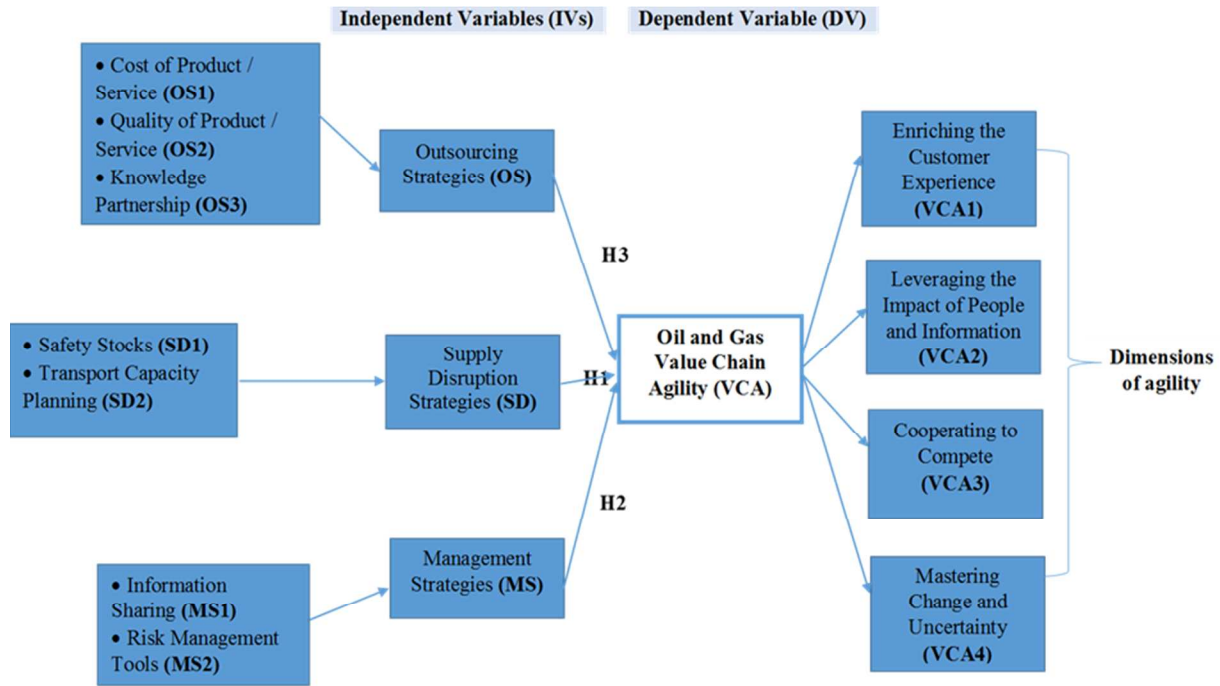 Independent Variables (IVs)
Dependent Variable (DV)
• Cost of Product /
Service (OS1)
• Quality of Product /
Service (OS2)
• Knowledge
Partnership (OS3)
Outsourcing
Strategies (OS)
H3
• Safety Stocks (SD1)
• Transport Capacity
Planning (SD2)
Supply
Disruption
Strategies (SD)
H1
• Information
Sharing (MS1)
• Risk Management
Tools (MS2)
Management
Strategies (MS)
H2
Oil and Gas
Value Chain
Agility (VCA)
Enriching the
Customer
Experience
(VCA1)
Leveraging the
Impact of People
and Information
(VCA2)
Cooperating to
Compete
(VCA3)
Mastering
Change and
Uncertainty
(VCA4)
Dimensions
of agility